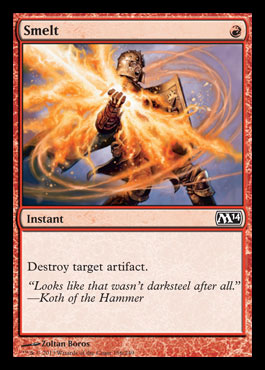 Smelt
Instant
M14
Destroy target artifact.
“Looks like that wasn’t darksteel after all.”
—Koth of the Hammer
Zoltan Boros